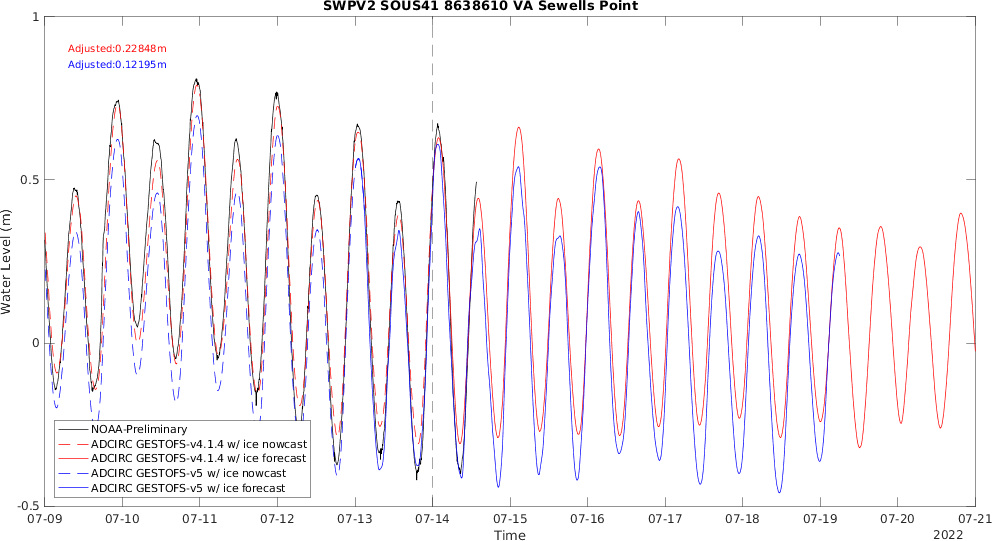 SWPV2 SOUS41 8638610 VA Sewells Point
1
Adjusted:0.22848m
Adjusted:0.12195m
0.5
Water Level (m)
0
NOAA-Preliminary
ADCIRC GESTOFS-v4.1.4 w/ ice nowcast
ADCIRC GESTOFS-v4.1.4 w/ ice forecast
ADCIRC GESTOFS-v5 w/ ice nowcast
ADCIRC GESTOFS-v5 w/ ice forecast
-0.5
07-09 07-10 07-11 07-12 07-13 07-14 07-15 07-16 07-17 07-18 07-19 07-20 07-21
Time
2022